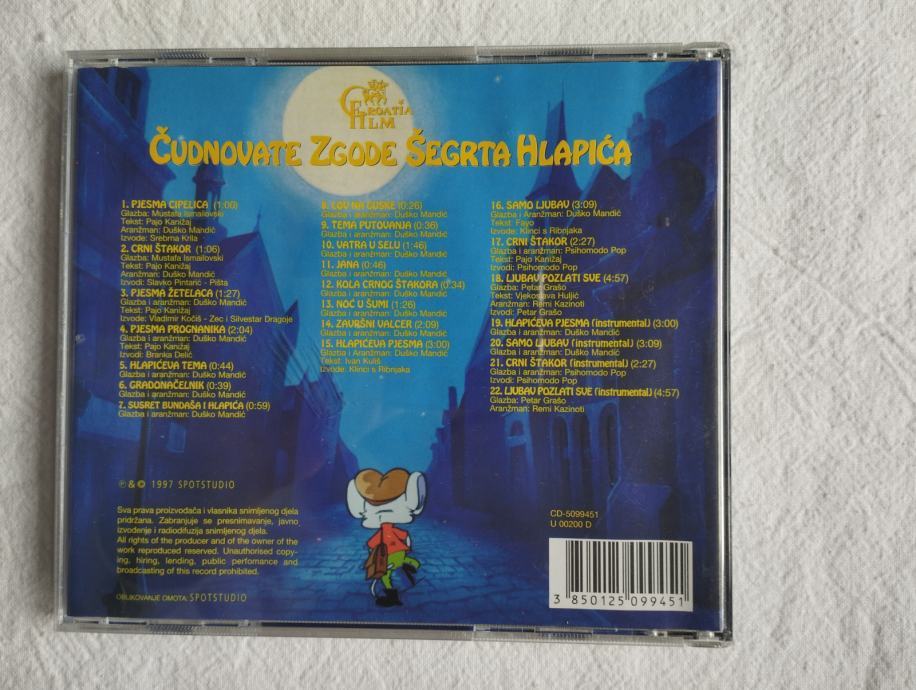 CROATIA
FILM
ČUDNOVATE ZGODE ŠEGRTA HLAPIĆA
1. PJESMA CIPELICA (1:00)
Glazba: Mustafa Ismailovski
Tekst: Pajo Kanižaj
Aranžman: Duško Mandić
Izvode: Srebrna Krila
2. CRNI ŠTAKOR (1:06)
Glazba: Mustafa Ismailovski
Tekst: Pajo Kanižaj
Aranžman: Duško Mandić
Izvodi: Slavko Pintarić - Pišta
3. PJESMA ŽETELACA (1:27)
Glazba i aranžman: Duško Mandić
Tekst: Pajo Kanižaj
Izvode: Vladimir Kočiš - Zec i Silvestar Dragoje
4. PJESMA PROGNANIKA (2:04)
Glazba i aranžman: Duško Mandić
Tekst: Pajo Kanižaj
Izvodi: Branka Delić
5. HLAPIĆEVA TEMA (0:44)
Glazba i aranžman: Duško Mandić
6. GRADONAČELNIK (0:39)
Glazba i aranžman: Duško Mandić
7. SUSRET BUNDAŠA I HLAPIĆA (0:59)
Glazba i aranžman: Duško Mandić
8. LOV NA GUSKE (0:26)
Glazba i aranžman: Duško Mandić
9. TEMA PUTOVANJA (0:36)
Glazba i aranžman: Duško Mandić
10. VATRA U SELU (1:46)
Glazba i aranžman: Duško Mandić
11. JANA (0:46)
Glazba i aranžman: Duško Mandić
12. KOLA CRNOG ŠTAKORA (0:34)
Glazba i aranžman: Duško Mandić
13. NOĆ U ŠUMI (1:26)
Glazba i aranžman: Duško Mandić
14. ZAVRŠNI VALCER (2:09)
Glazba i aranžman: Duško Mandić
15. HLAPIĆEVA PJESMA (3:00)
Glazba i Aranžman: Duško Mandić
Tekst: Ivan Kuliš
Izvode: Klinci s Ribnjaka
16. SAMO LJUBAV (3:09)
Glazba i Aranžman: Duško Mandić
Tekst: Fayo
Izvode: Klinci s Ribnjaka
17. CRNI ŠTAKOR (2:27)
Glazba i aranžman: Psihomodo Pop
Tekst: Pajo Kanižaj
Izvodi: Psihomodo Pop
18. LJUBAV POZLATI SVE (4:57)
Glazba: Petar Grašo
Tekst: Vjekoslava Huljić
Aranžman: Remi Kazinoti
Izvodi: Petar Grašo
19. HLAPIĆEVA PJESMA (instrumental) (3:00)
Glazba i aranžman: Duško Mandić
20. SAMO LJUBAV (instrumental) (3:09)
Glazba i aranžman: Duško Mandić
21. CRNI ŠTAKOR (instrumental) (2:27)
Glazba i aranžman: Psihomodo Pop
Izvodi: Psihomodo Pop
22. LJUBAV POZLATI SVE (instrumental) (4:57)
Glazba: Petar Grašo
Aranžman: Remi Kazinoti
℗ & © 1997 SPOTSTUDIO
Sva prava proizvođača i vlasnika snimljenog djela
pridržana. Zabranjuje se presnimavanje, javno
izvođenje i radiodifuzija snimljenog djela.
All rights of the producer and of the owner of the
work reproduced reserved. Unauthorised copy-
ing, hiring, lending, public perfomance and
broadcasting of this record prohibited.
OBLIKOVANJE OMOTA: SPOTSTUDIO
CD-5099451
U 00200 D
3 850125 099451